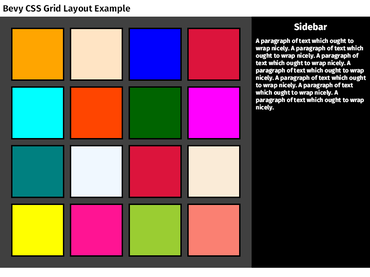 Bevy CSS Grid Layout Example
Sidebar
A paragraph of text which ought to
wrap nicely. A paragraph of text which
ought to wrap nicely. A paragraph of
text which ought to wrap nicely. A
paragraph of text which ought to wrap
nicely. A paragraph of text which
ought to wrap nicely. A paragraph of
text which ought to wrap nicely. A
paragraph of text which ought to wrap
nicely.